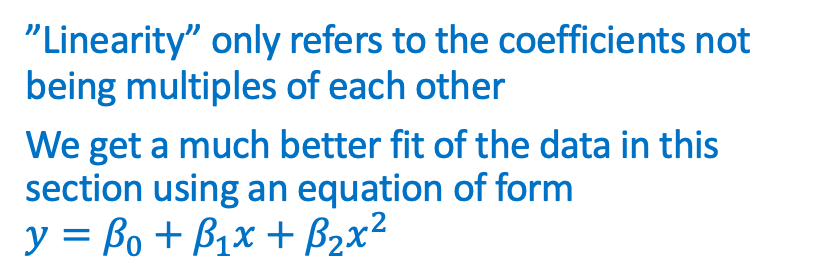 ”Linearity” only refers to the coefficients not
being multiples of each other
We get a much better fit of the data in this
section using an equation of form
𝑦 = 𝛽₀ + 𝛽₁𝑥 + 𝛽₂𝑥²